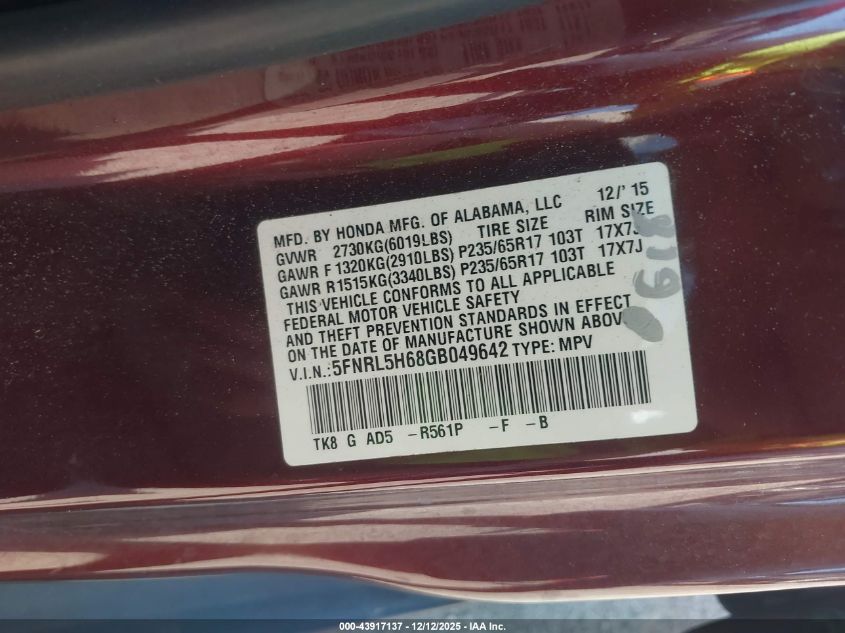 MFD. BY HONDA MFG. OF ALABAMA, LLC 12/'15
GVWR 2730KG(6019LBS) TIRE SIZE RIM SIZE
GAWR F 1320KG(2910LBS) P235/65R17 103T 17X7J
GAWR R1515KG(3340LBS) P235/65R17 103T 17X7J
THIS VEHICLE CONFORMS TO ALL APPLICABLE
FEDERAL MOTOR VEHICLE SAFETY
AND THEFT PREVENTION STANDARDS IN EFFECT
ON THE DATE OF MANUFACTURE SHOWN ABOV
V.I.N.:5FNRL5H68GB049642 TYPE: MPV
TK8 G AD5 -R561P -F -B
000-43917137 - 12/12/2025 - IAA Inc.